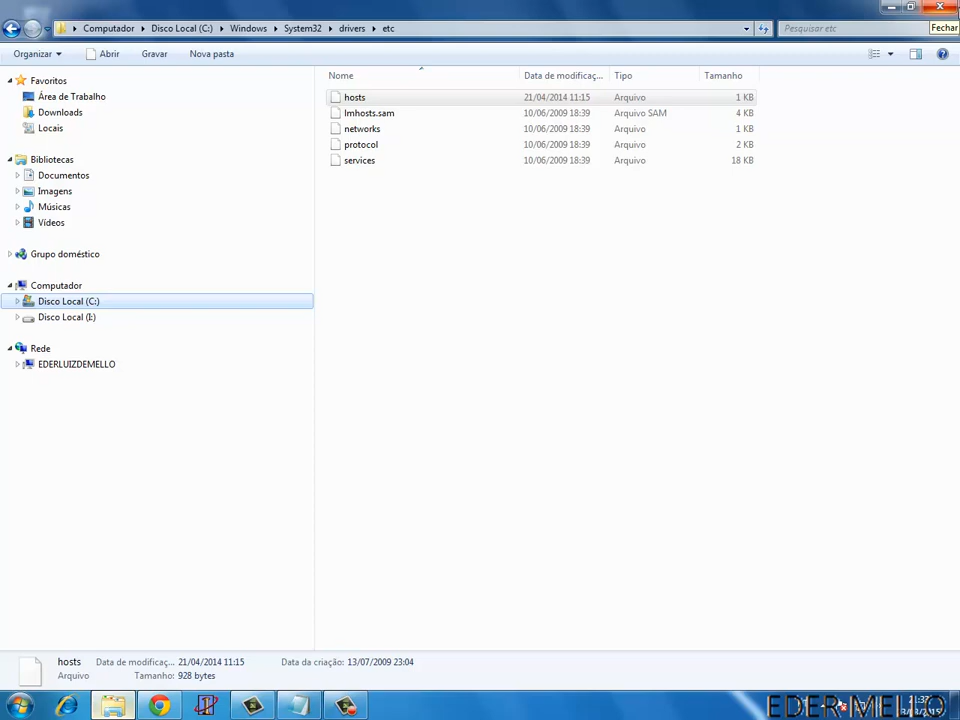 Computador ▸ Disco Local (C:) ▸ Windows ▸ System32 ▸ drivers ▸ etc
Pesquisar etc
Fechar
Organizar
Abrir
Gravar
Nova pasta
Nome
Data de modificaç...
Tipo
Tamanho
hosts 21/04/2014 11:15 Arquivo 1 KB
lmhosts.sam 10/06/2009 18:39 Arquivo SAM 4 KB
networks 10/06/2009 18:39 Arquivo 1 KB
protocol 10/06/2009 18:39 Arquivo 2 KB
services 10/06/2009 18:39 Arquivo 18 KB
Favoritos
Área de Trabalho
Downloads
Locais
Bibliotecas
Documentos
Imagens
Músicas
Vídeos
Grupo doméstico
Computador
Disco Local (C:)
Disco Local (I:)
Rede
EDERLUIZDEMELLO
hosts Data de modificaç... 21/04/2014 11:15 Data da criação: 13/07/2009 23:04
Arquivo Tamanho: 928 bytes
EDER MELLO